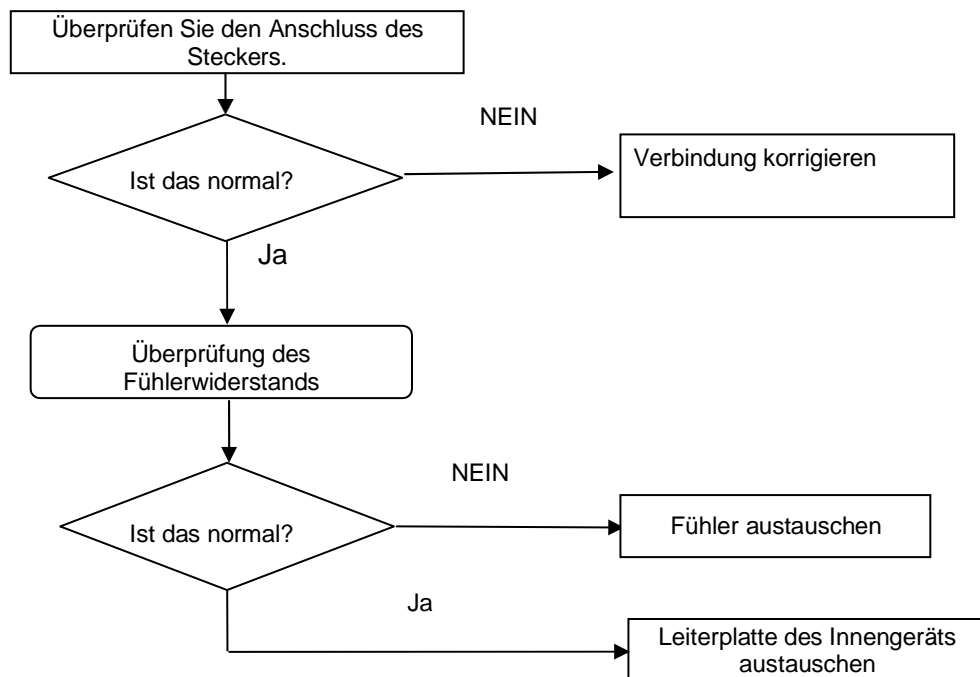 Überprüfen Sie den Anschluss des
Steckers.
NEIN
Ist das normal?
Verbindung korrigieren
Ja
Überprüfung des
Fühlerwiderstands
NEIN
Ist das normal?
Fühler austauschen
Ja
Leiterplatte des Innengeräts
austauschen